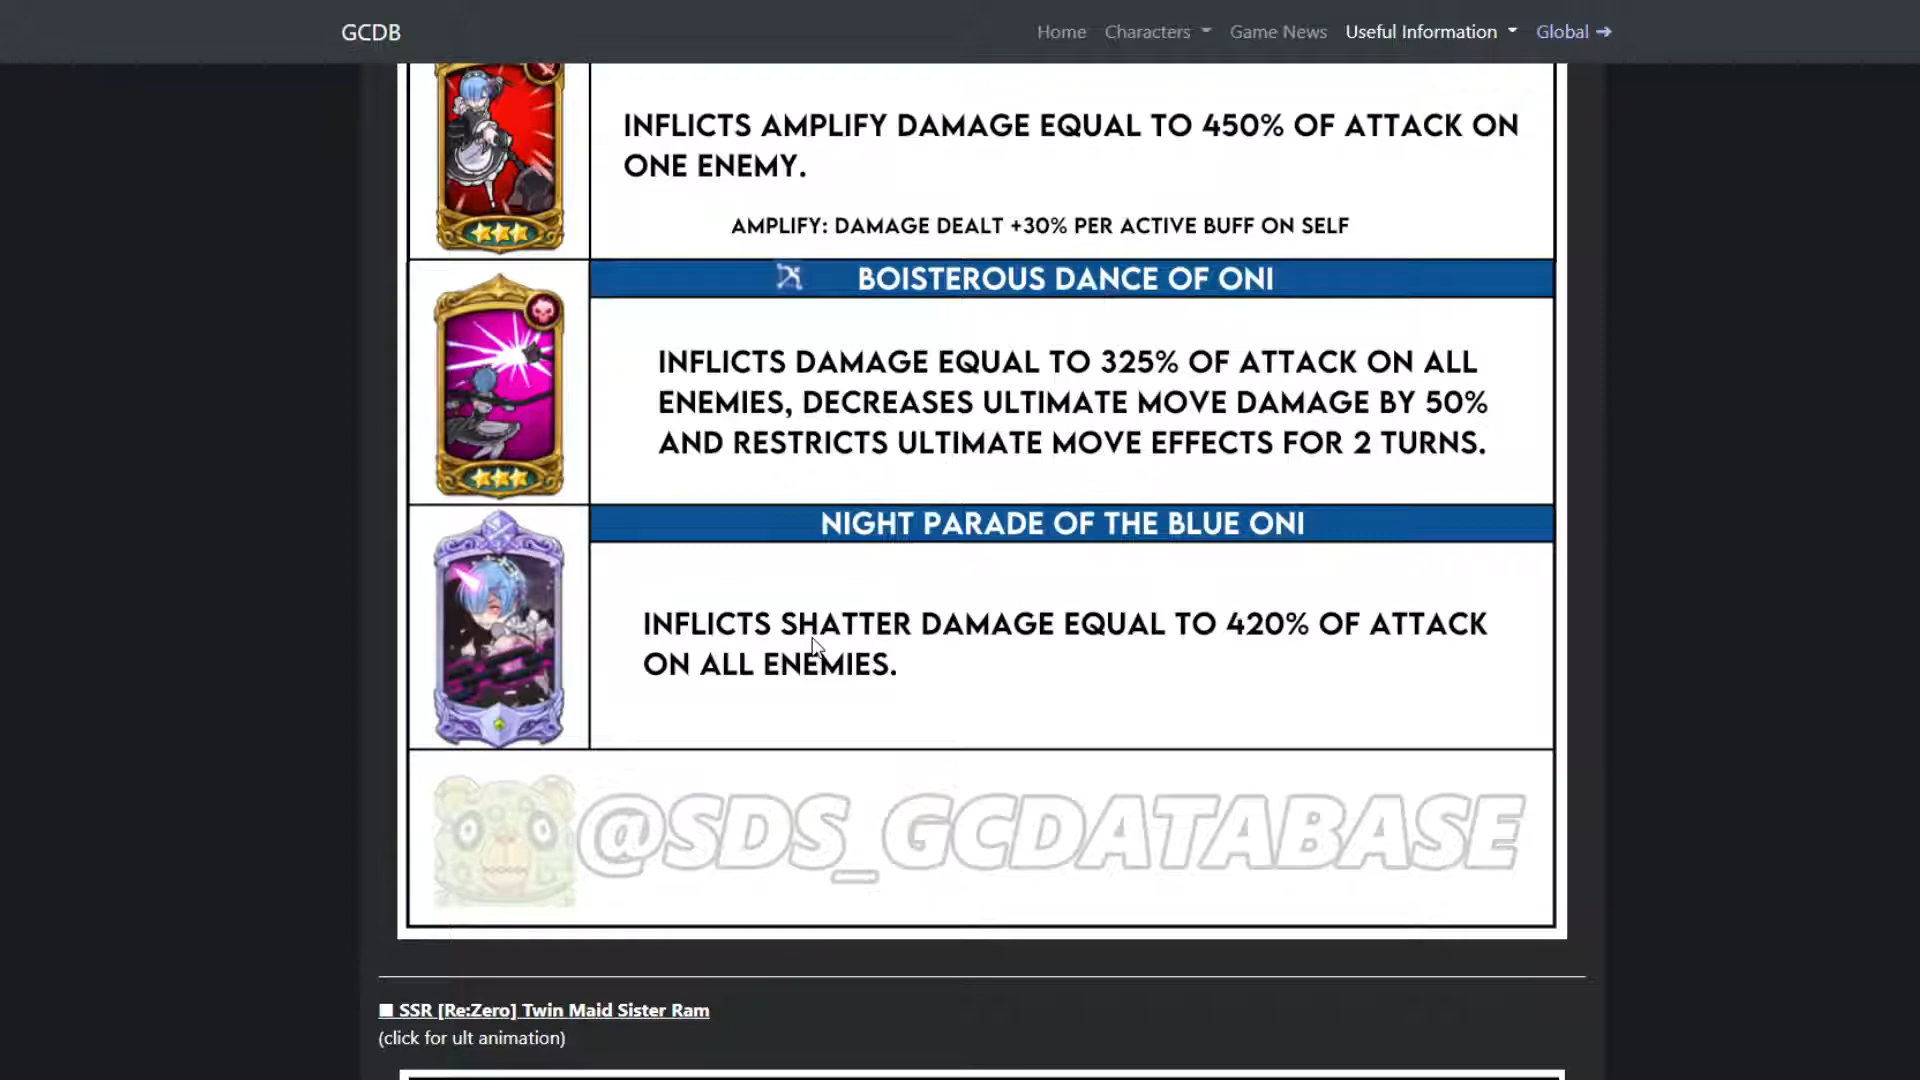 GCDB
Home Characters Game News Useful Information Global
INFLICTS AMPLIFY DAMAGE EQUAL TO 450% OF ATTACK ON
ONE ENEMY.
AMPLIFY: DAMAGE DEALT +30% PER ACTIVE BUFF ON SELF
BOISTEROUS DANCE OF ONI
INFLICTS DAMAGE EQUAL TO 325% OF ATTACK ON ALL
ENEMIES, DECREASES ULTIMATE MOVE DAMAGE BY 50%
AND RESTRICTS ULTIMATE MOVE EFFECTS FOR 2 TURNS.
NIGHT PARADE OF THE BLUE ONI
INFLICTS SHATTER DAMAGE EQUAL TO 420% OF ATTACK
ON ALL ENEMIES.
@SDS_GCDATABASE
■ SSR [Re:Zero] Twin Maid Sister Ram
(click for ult animation)